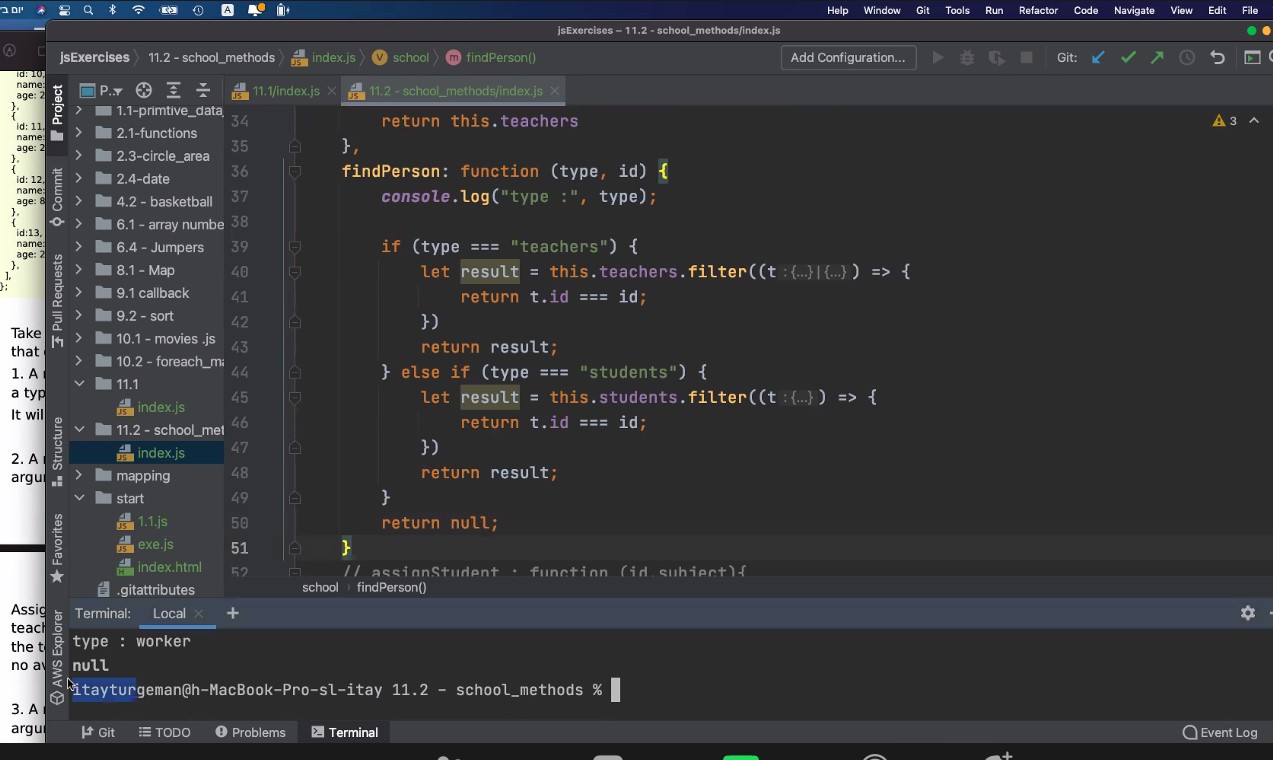 Help Window Git Tools Run Refactor Code Navigate View Edit File
jsExercises – 11.2 - school_methods/index.js
jsExercises 11.2 - school_methods index.js school findPerson()
Add Configuration...
Git:
Project
Commit
Pull Requests
Structure
Favorites
AWS Explorer
P..
11.1/index.js
11.2 - school_methods/index.js
1.1-primtive_data
2.1-functions
2.3-circle_area
2.4-date
4.2 - basketball
6.1 - array numbe
6.4 - Jumpers
8.1 - Map
9.1 callback
9.2 - sort
10.1 - movies .js
10.2 - foreach_ma
11.1
index.js
11.2 - school_met
index.js
mapping
start
1.1.js
exe.js
index.html
.gitattributes
3
34 return this.teachers
35 },
36 findPerson: function (type, id) {
37 console.log("type :", type);
38
39 if (type === "teachers") {
40 let result = this.teachers.filter((t :{...}|{...}) => {
41 return t.id === id;
42 })
43 return result;
44 } else if (type === "students") {
45 let result = this.students.filter((t :{...}) => {
46 return t.id === id;
47 })
48 return result;
49 }
50 return null;
51 }
52 // assignStudent : function (id,subject){
school findPerson()
Terminal: Local
type : worker
null
itayturgeman@h-MacBook-Pro-sl-itay 11.2 - school_methods %
Git TODO Problems Terminal Event Log
id: 10,
name:
age: 2
},
{
id: 11,
name:
age: 2
},
{
id: 12,
name:
age: 8
},
{
id:13,
name:
age: 2
},
],
};
Take
that
1. A
a typ
It wil
2. A
argu
Assig
teach
the t
no av
3. A
argu